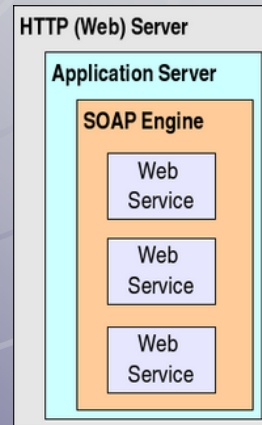 HTTP (Web) Server
Application Server
SOAP Engine
Web
Service
Web
Service
Web
Service